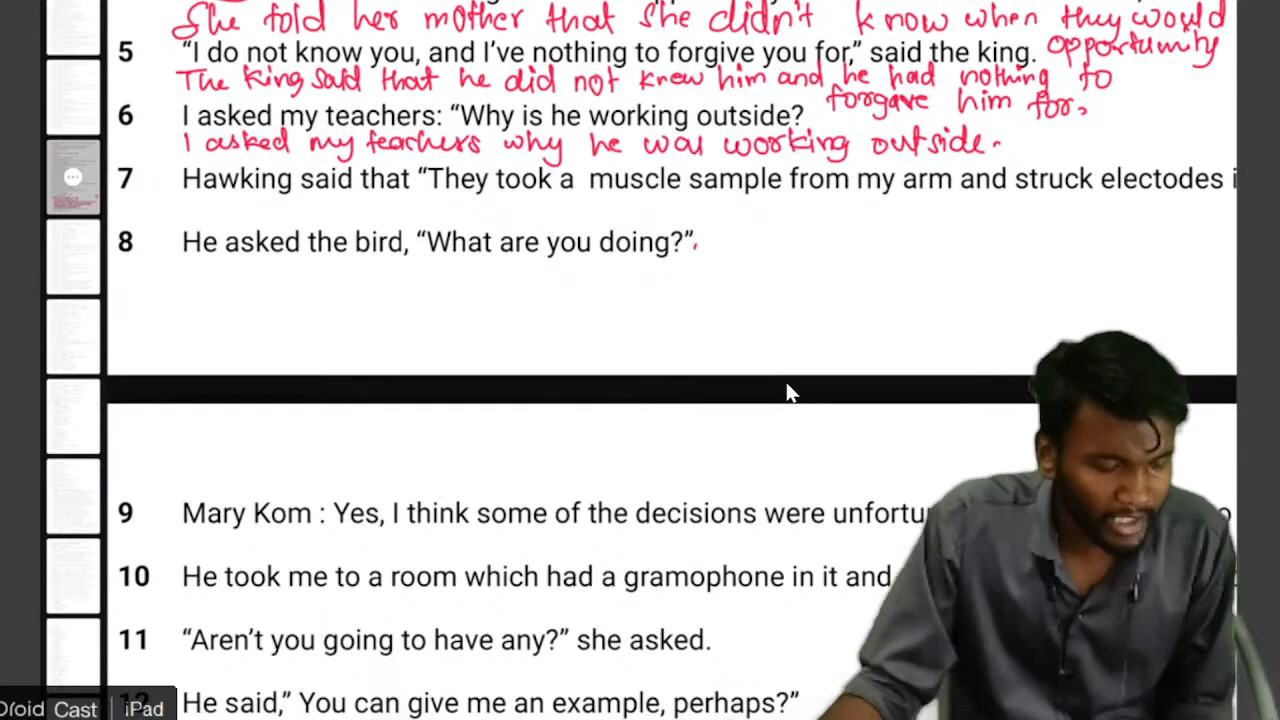 She told her mother that she didn't know when they would
opportunity
5 “I do not know you, and I’ve nothing to forgive you for,” said the king.
The king said that he did not knew him and he had nothing to
forgave him for.
6 I asked my teachers: “Why is he working outside?
I asked my teachers why he was working outside.
7 Hawking said that “They took a muscle sample from my arm and struck electodes i
8 He asked the bird, “What are you doing?”
9 Mary Kom : Yes, I think some of the decisions were unfortu
10 He took me to a room which had a gramophone in it and
11 “Aren’t you going to have any?” she asked.
He said,” You can give me an example, perhaps?”
Droid Cast iPad